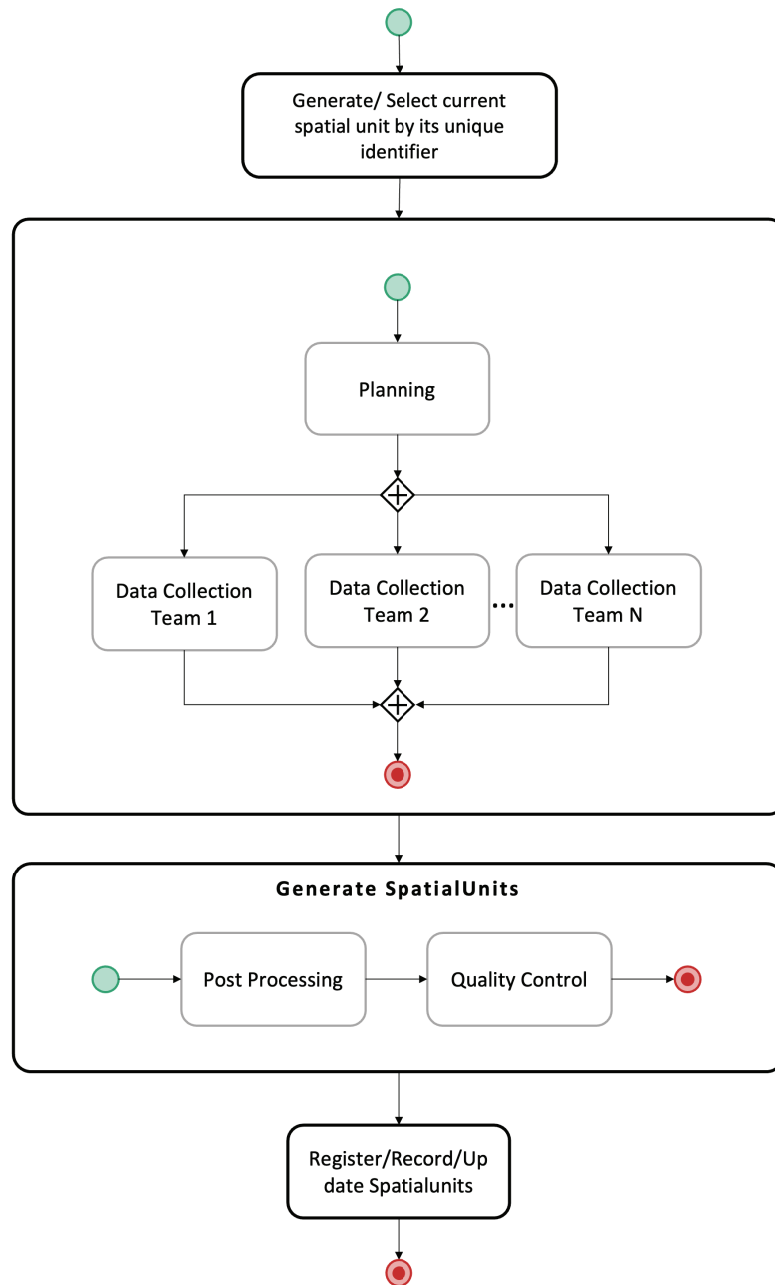 Generate/ Select current
spatial unit by its unique
identifier
Planning
Data Collection
Team 1
Data Collection
Team 2
...
Data Collection
Team N
Generate SpatialUnits
Post Processing
Quality Control
Register/Record/Up
date Spatialunits